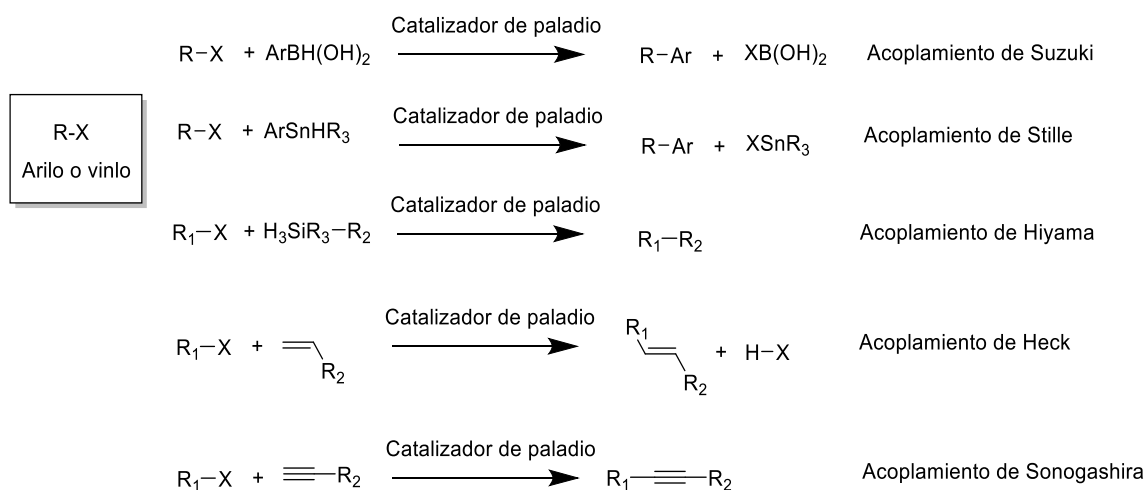 R–X + ArBH(OH)₂ Catalizador de paladio R–Ar + XB(OH)₂ Acoplamiento de Suzuki
R-X
Arilo o vinlo
R–X + ArSnHR₃ Catalizador de paladio R–Ar + XSnR₃ Acoplamiento de Stille
R₁–X + H₃SiR₃–R₂ Catalizador de paladio R₁–R₂ Acoplamiento de Hiyama
R₁–X + R₂ Catalizador de paladio R₁ R₂ + H–X Acoplamiento de Heck
R₁–X + R₂ Catalizador de paladio R₁ R₂ Acoplamiento de Sonogashira